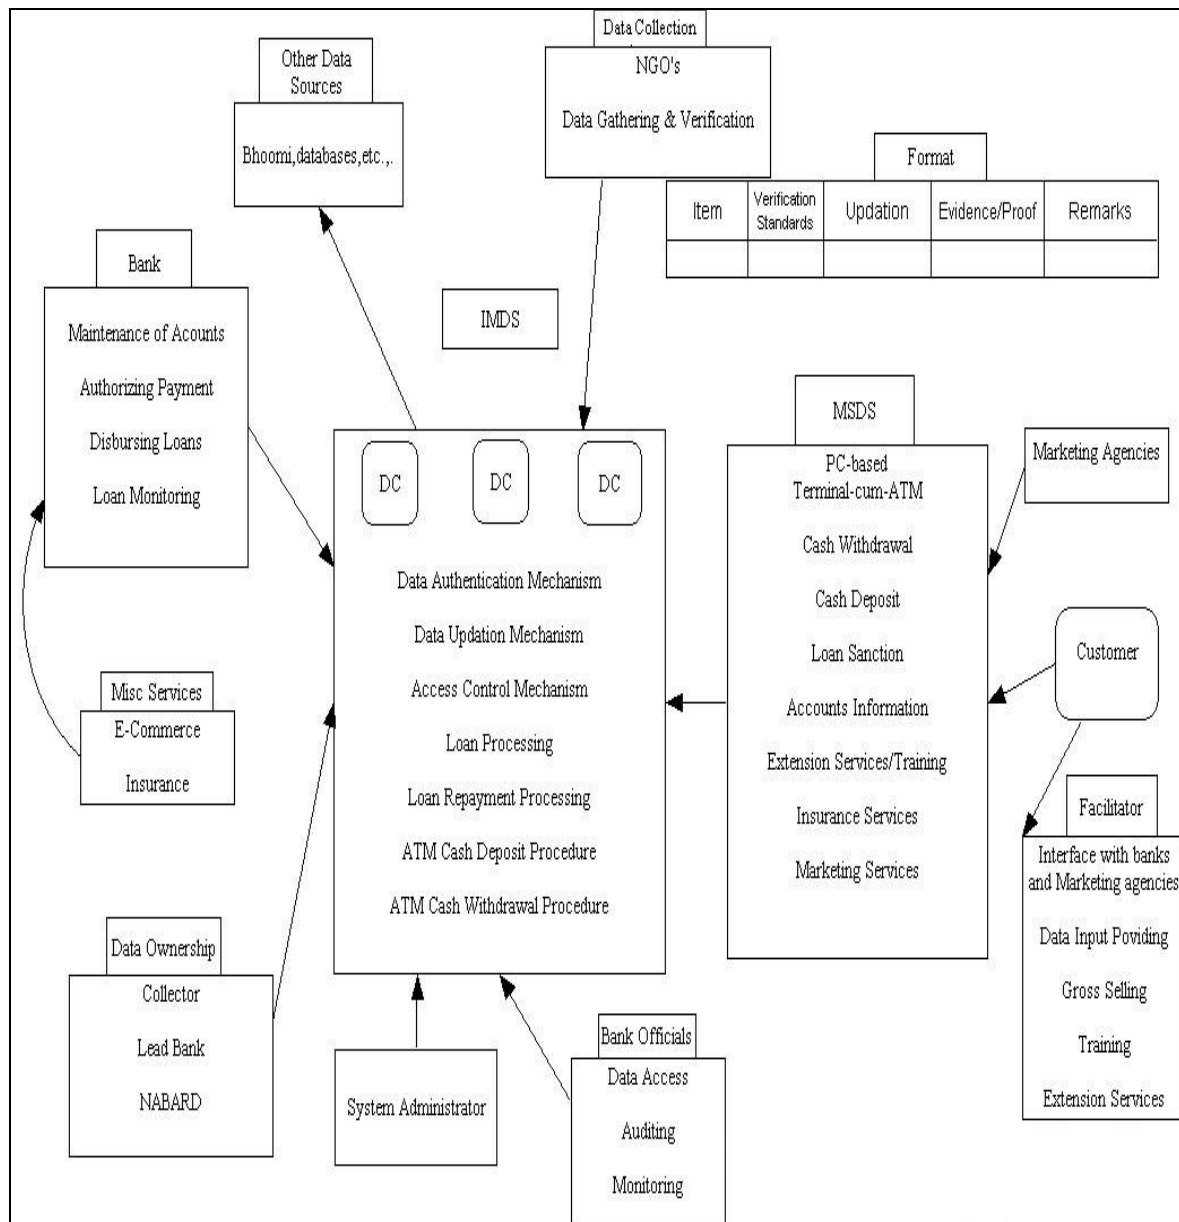 Data Collection
NGO's
Data Gathering & Verification
Other Data
Sources
Bhoomi,databases,etc.,.
Format
Item
Verification
Standards
Updation
Evidence/Proof
Remarks
Bank
Maintenance of Acounts
Authorizing Payment
Disbursing Loans
Loan Monitoring
IMDS
DC
DC
DC
Data Authentication Mechanism
Data Updation Mechanism
Access Control Mechanism
Loan Processing
Loan Repayment Processing
ATM Cash Deposit Procedure
ATM Cash Withdrawal Procedure
MSDS
PC-based
Terminal-cum-ATM
Cash Withdrawal
Cash Deposit
Loan Sanction
Accounts Information
Extension Services/Training
Insurance Services
Marketing Services
Marketing Agencies
Customer
Facilitator
Interface with banks
and Marketing agencies
Data Input Poviding
Gross Selling
Training
Extension Services
Misc Services
E-Commerce
Insurance
Data Ownership
Collector
Lead Bank
NABARD
System Administrator
Bank Officials
Data Access
Auditing
Monitoring